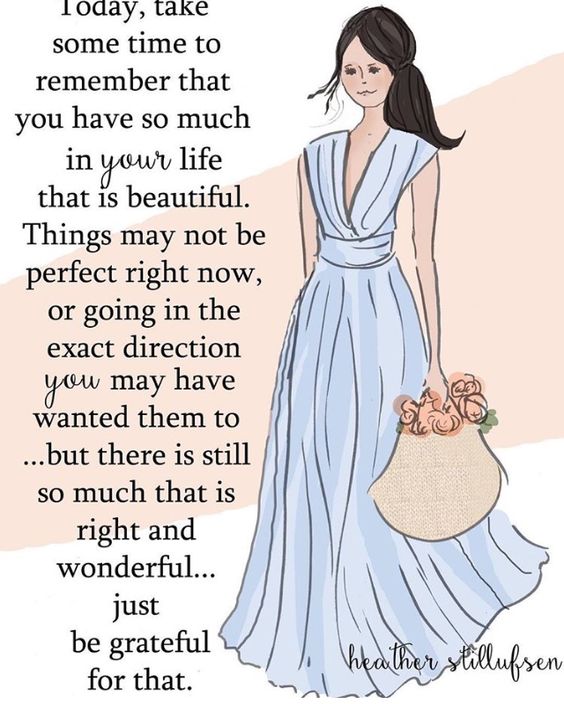 Today, take
some time to
remember that
you have so much
in your life
that is beautiful.
Things may not be
perfect right now,
or going in the
exact direction
you may have
wanted them to
...but there is still
so much that is
right and
wonderful...
just
be grateful
for that.
heather stillufsen